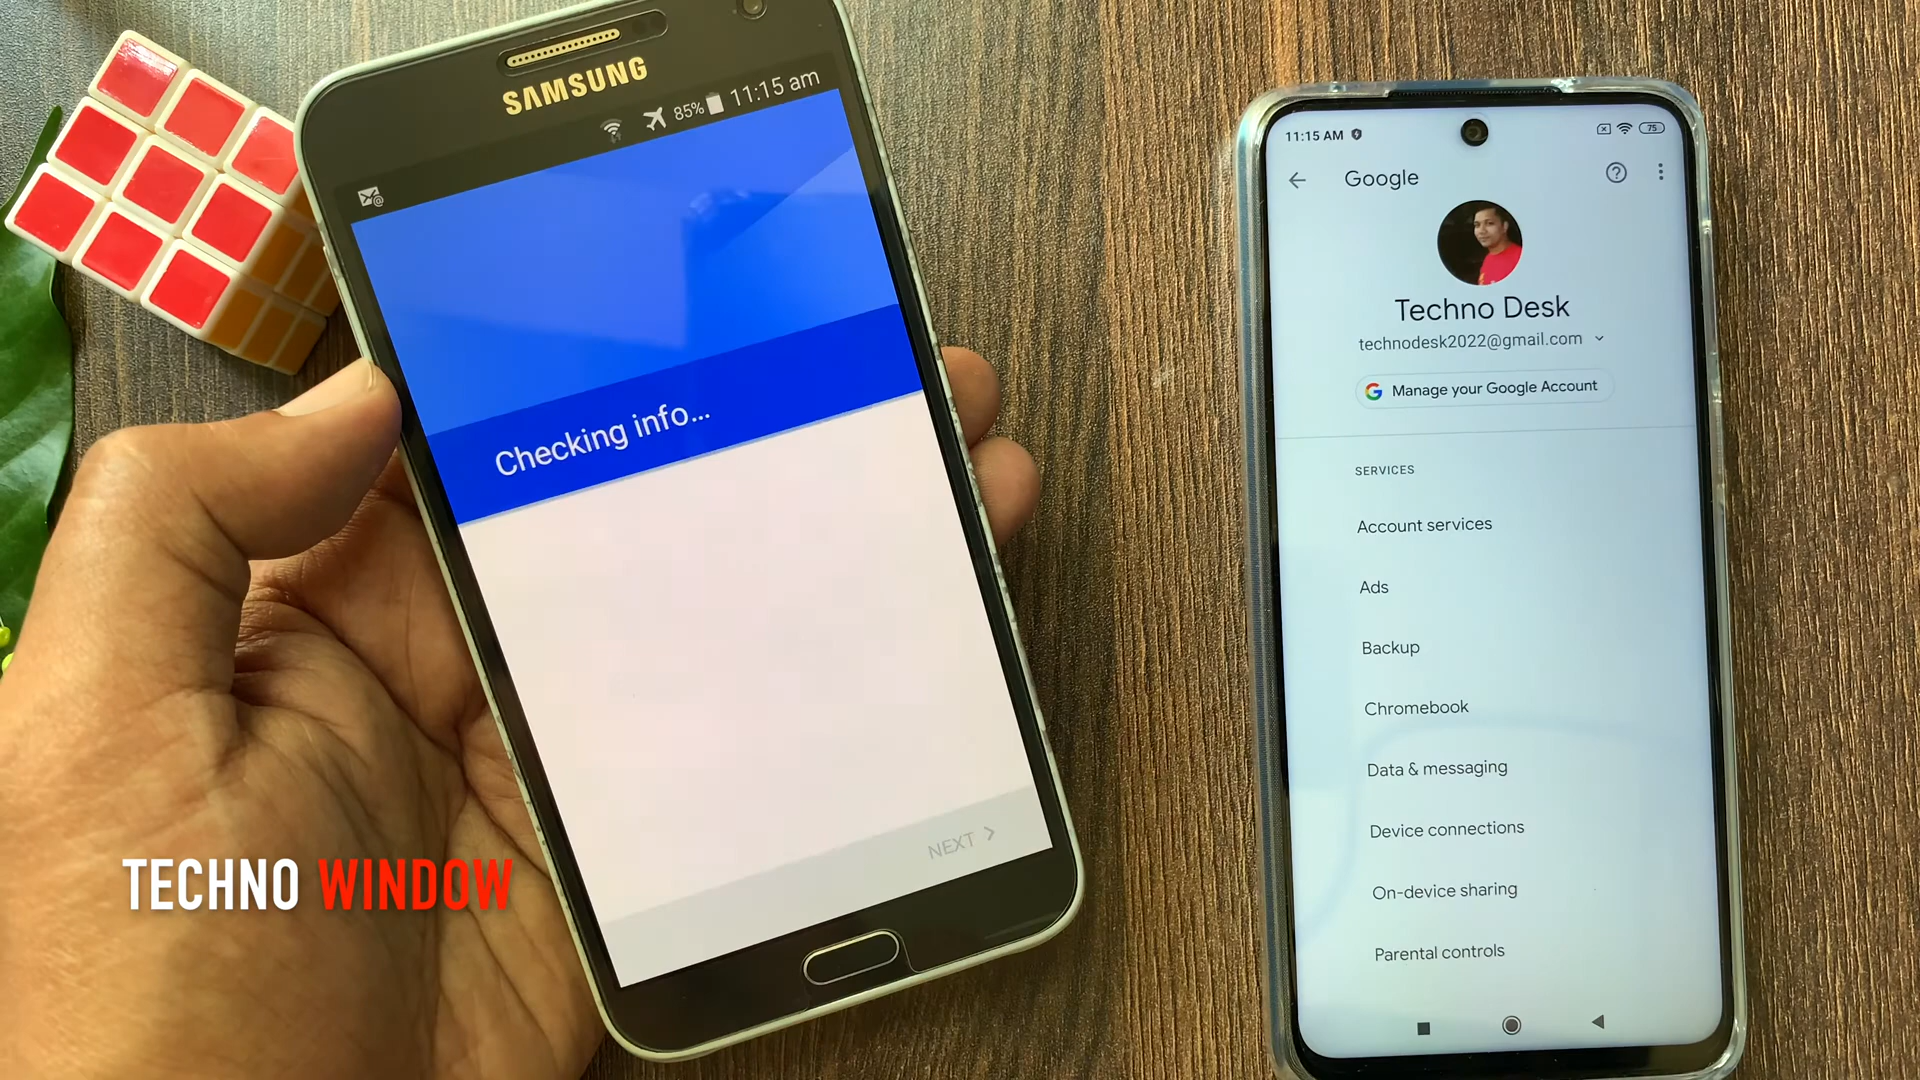 SAMSUNG
85% 11:15 am
Checking info...
NEXT
TECHNO WINDOW
11:15 AM
75
Google
Techno Desk
technodesk2022@gmail.com
Manage your Google Account
SERVICES
Account services
Ads
Backup
Chromebook
Data & messaging
Device connections
On-device sharing
Parental controls